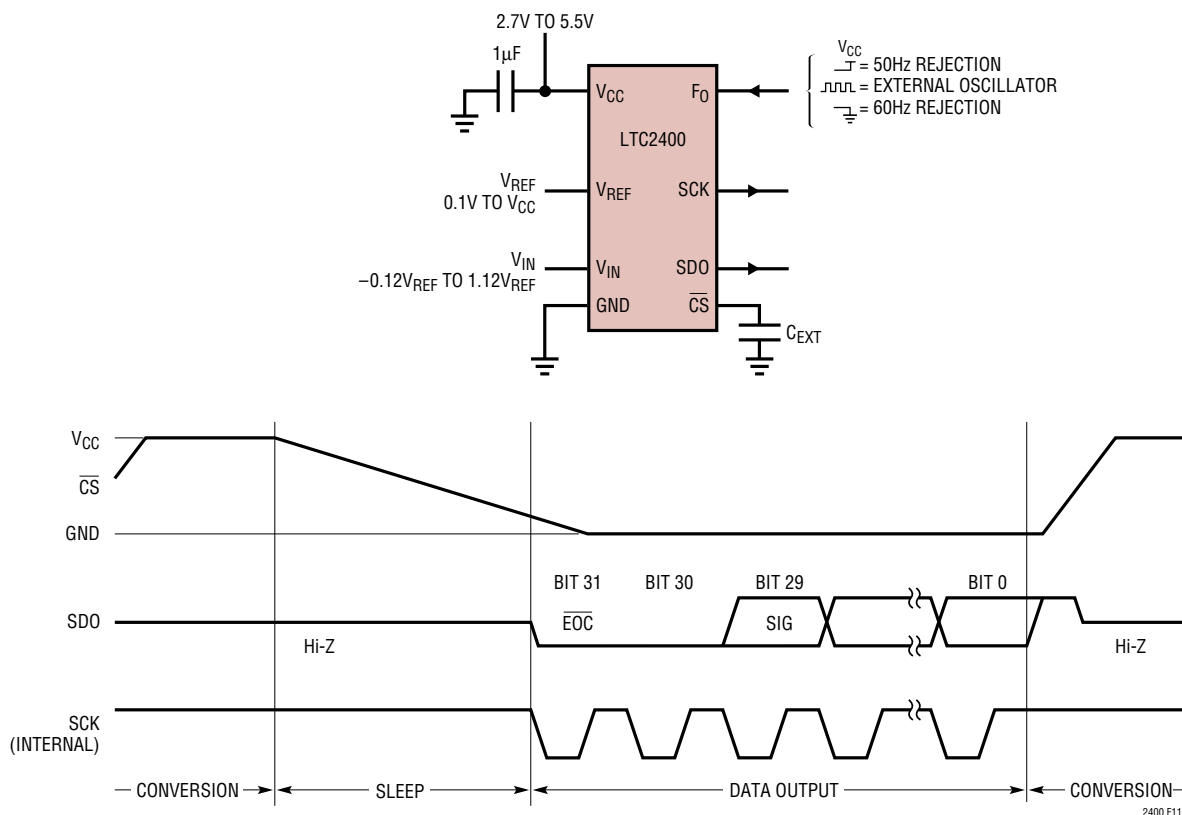 2.7V TO 5.5V
1µF
VCC
= 50Hz REJECTION
= EXTERNAL OSCILLATOR
= 60Hz REJECTION
VCC FO
LTC2400
VREF
0.1V TO VCC
VREF SCK
VIN
–0.12VREF TO 1.12VREF
VIN SDO
GND CS
CEXT
VCC
CS
GND
BIT 31 BIT 30 BIT 29 BIT 0
SDO
EOC SIG
Hi-Z Hi-Z
SCK
(INTERNAL)
CONVERSION SLEEP DATA OUTPUT CONVERSION
2400 F11